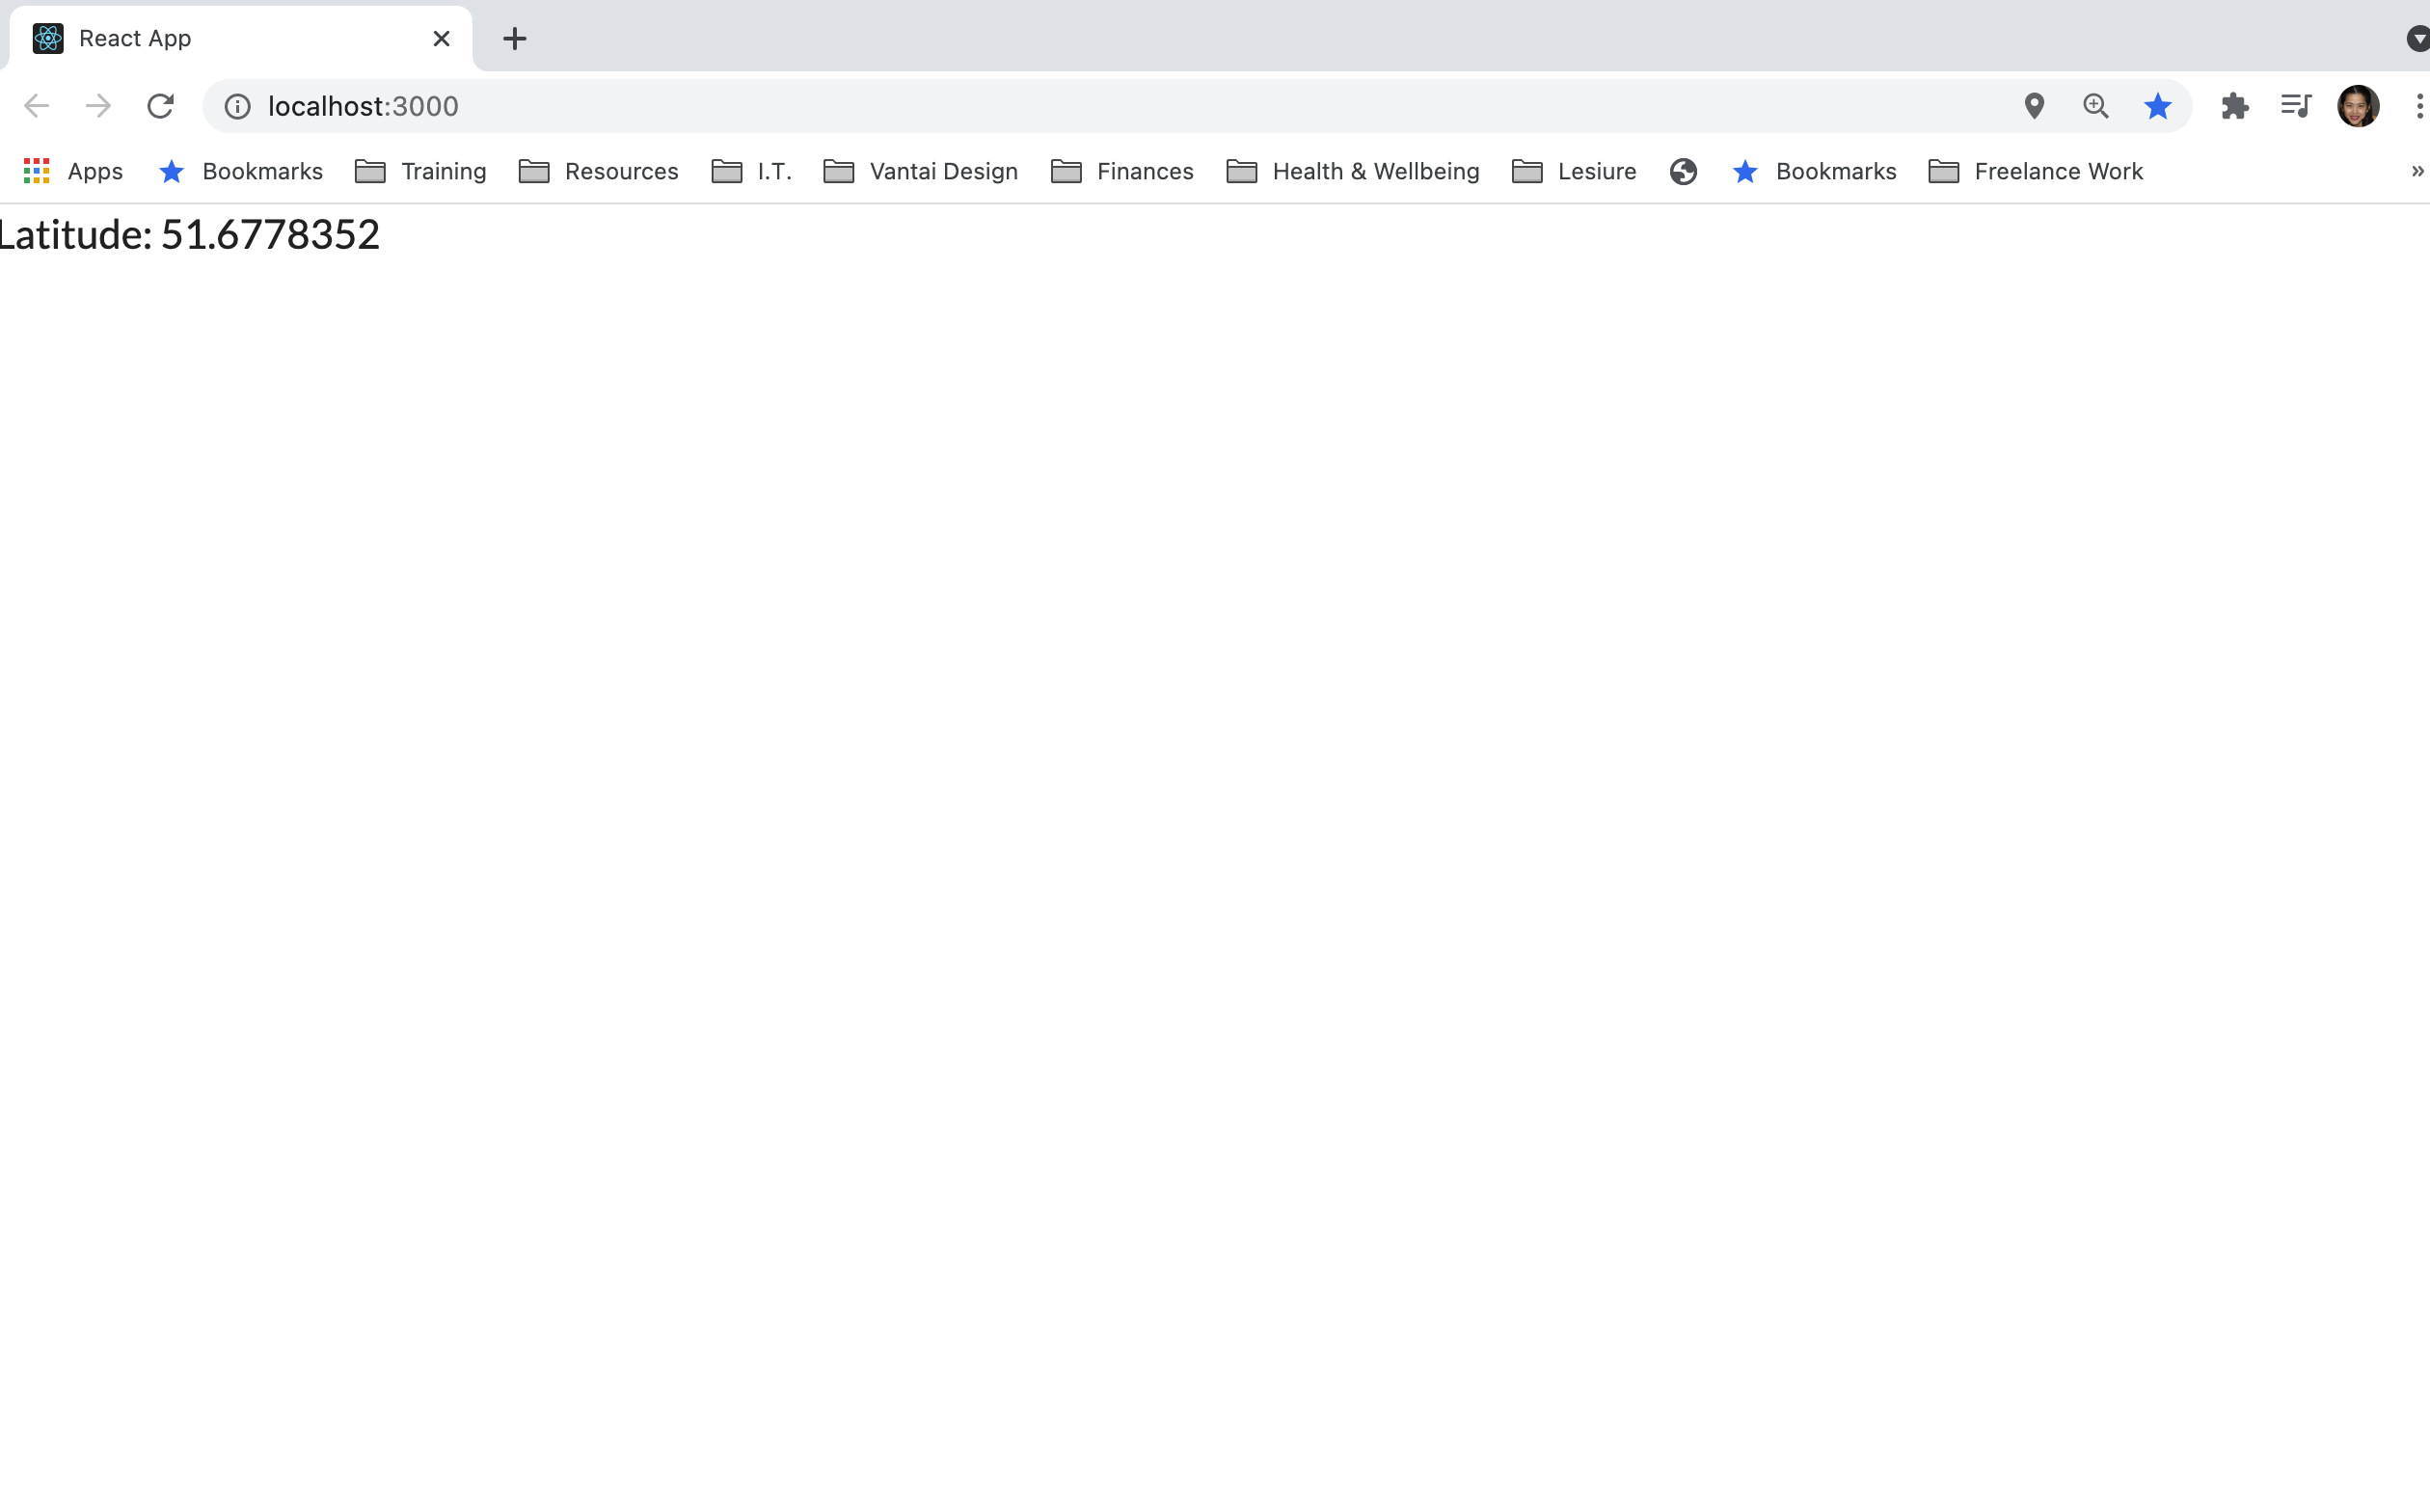 React App
localhost:3000
Apps Bookmarks Training Resources I.T. Vantai Design Finances Health & Wellbeing Lesiure Bookmarks Freelance Work »
Latitude: 51.6778352